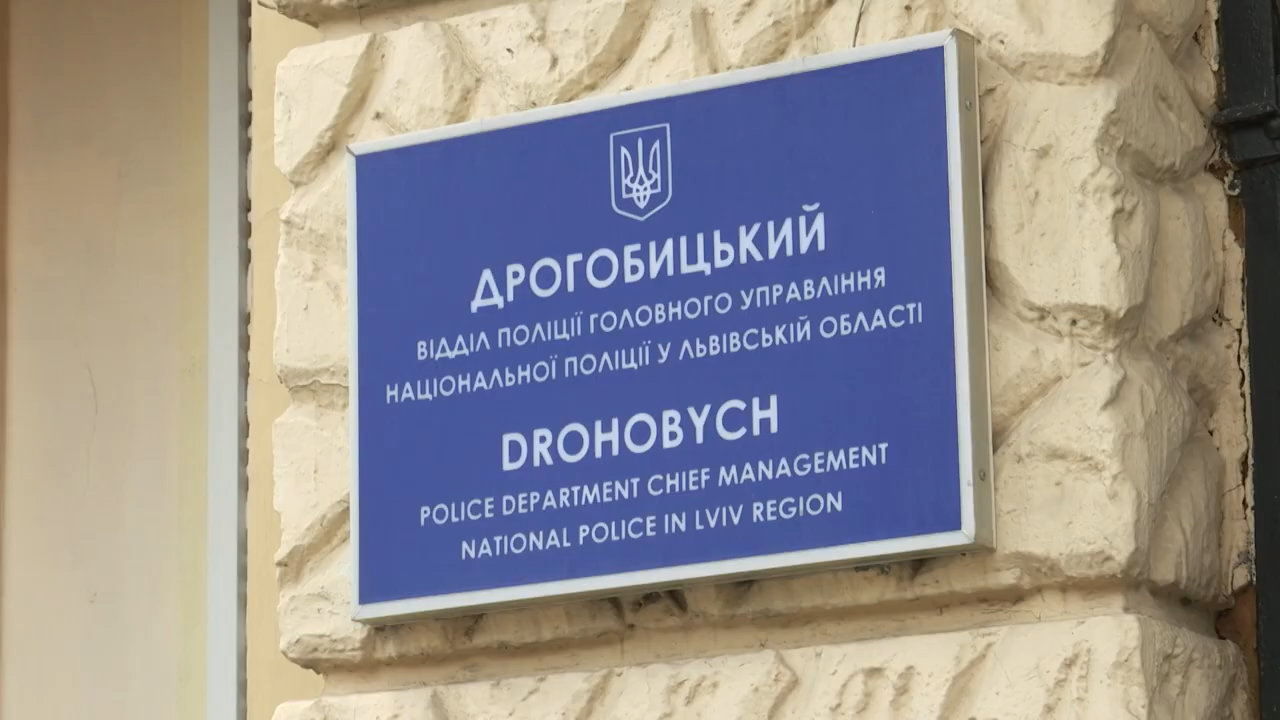 ДРОГОБИЦЬКИЙ
ВІДДІЛ ПОЛІЦІЇ ГОЛОВНОГО УПРАВЛІННЯ
НАЦІОНАЛЬНОЇ ПОЛІЦІЇ У ЛЬВІВСЬКІЙ ОБЛАСТІ
DROHOBYCH
POLICE DEPARTMENT CHIEF MANAGEMENT
NATIONAL POLICE IN LVIV REGION